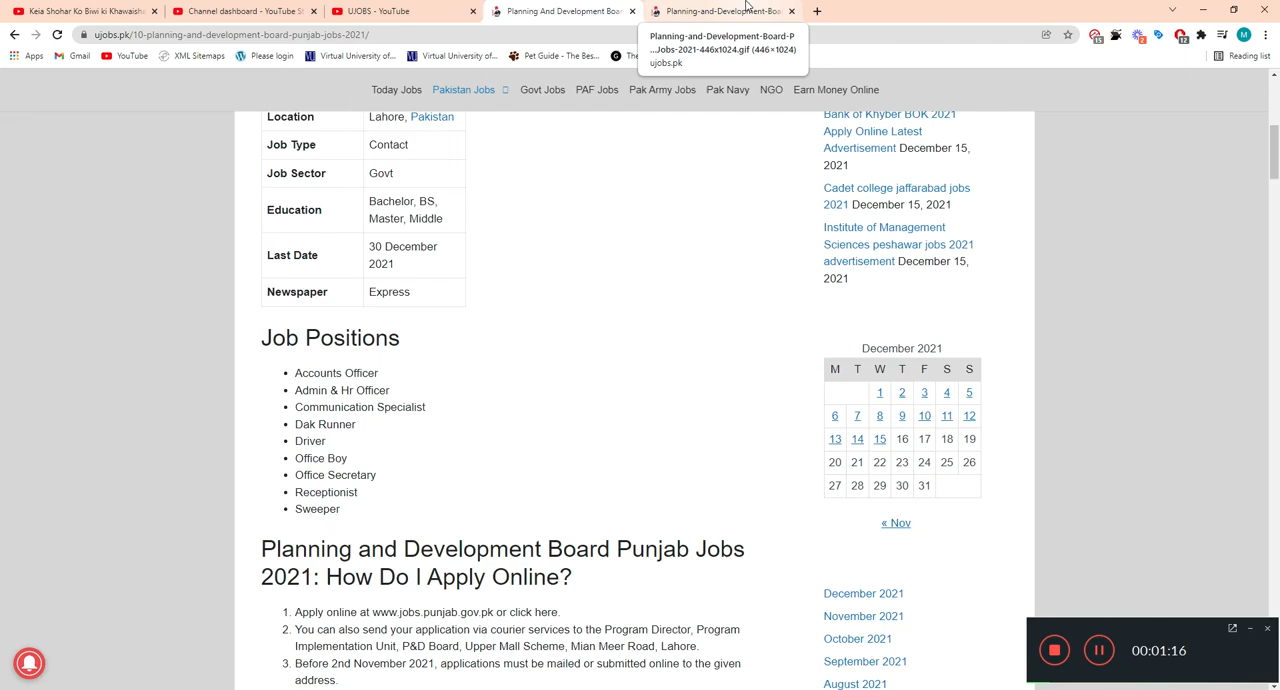 Keia Shohar Ko Biwi ki Khawaisha
Channel dashboard - YouTube St
UJOBS - YouTube
Planning And Development Boar
Planning-and-Development-Boa
ujobs.pk/10-planning-and-development-board-punjab-jobs-2021/
15
2
12
M
Apps
Gmail
YouTube
XML Sitemaps
Please login
Virtual University of...
Virtual University of...
Pet Guide - The Bes...
The
Reading list
Planning-and-Development-Board-P
...Jobs-2021-446x1024.gif (446×1024)
ujobs.pk
Today Jobs
Pakistan Jobs
Govt Jobs
PAF Jobs
Pak Army Jobs
Pak Navy
NGO
Earn Money Online
Location Lahore, Pakistan
Job Type Contact
Job Sector Govt
Education Bachelor, BS,
Master, Middle
Last Date 30 December
2021
Newspaper Express
Job Positions
Accounts Officer
Admin & Hr Officer
Communication Specialist
Dak Runner
Driver
Office Boy
Office Secretary
Receptionist
Sweeper
Planning and Development Board Punjab Jobs
2021: How Do I Apply Online?
1. Apply online at www.jobs.punjab.gov.pk or click here.
2. You can also send your application via courier services to the Program Director, Program
Implementation Unit, P&D Board, Upper Mall Scheme, Mian Meer Road, Lahore.
3. Before 2nd November 2021, applications must be mailed or submitted online to the given
address.
Bank of Khyber BOK 2021
Apply Online Latest
Advertisement December 15,
2021
Cadet college jaffarabad jobs
2021 December 15, 2021
Institute of Management
Sciences peshawar jobs 2021
advertisement December 15,
2021
December 2021
M T W T F S S
1 2 3 4 5
6 7 8 9 10 11 12
13 14 15 16 17 18 19
20 21 22 23 24 25 26
27 28 29 30 31
« Nov
December 2021
November 2021
October 2021
September 2021
August 2021
00:01:16